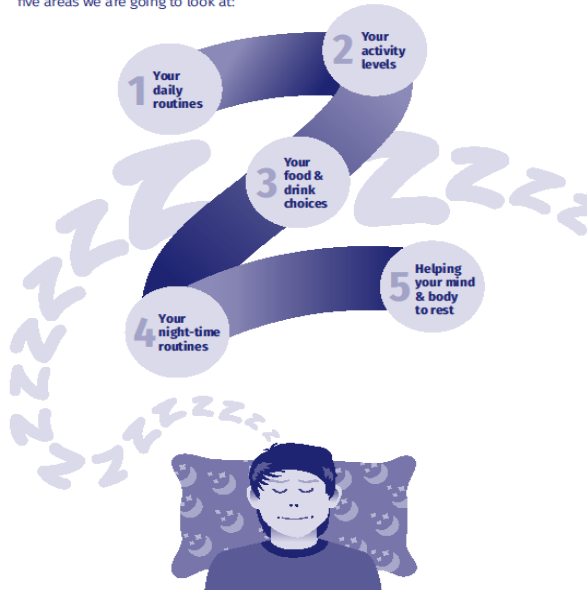 five areas we are going to look at:
1 Your
daily
routines
2 Your
activity
levels
3 Your
food &
drink
choices
4 Your
night-time
routines
5 Helping
your mind
& body
to rest